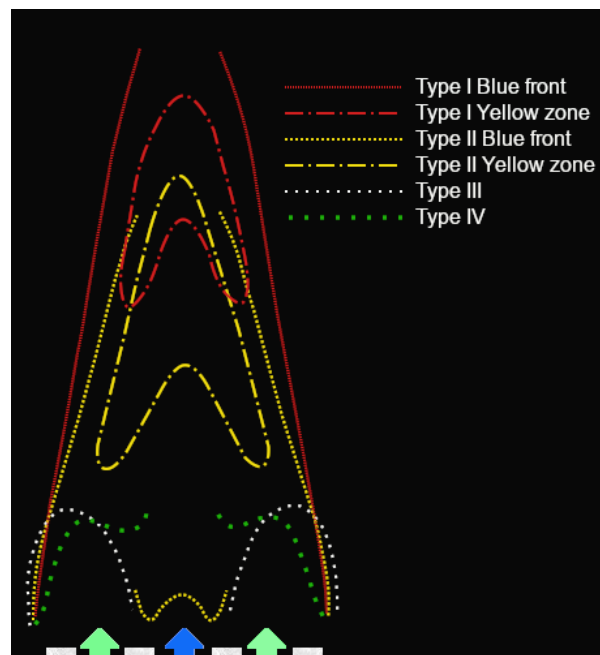 Type I Blue front
Type I Yellow zone
Type II Blue front
Type II Yellow zone
Type III
Type IV